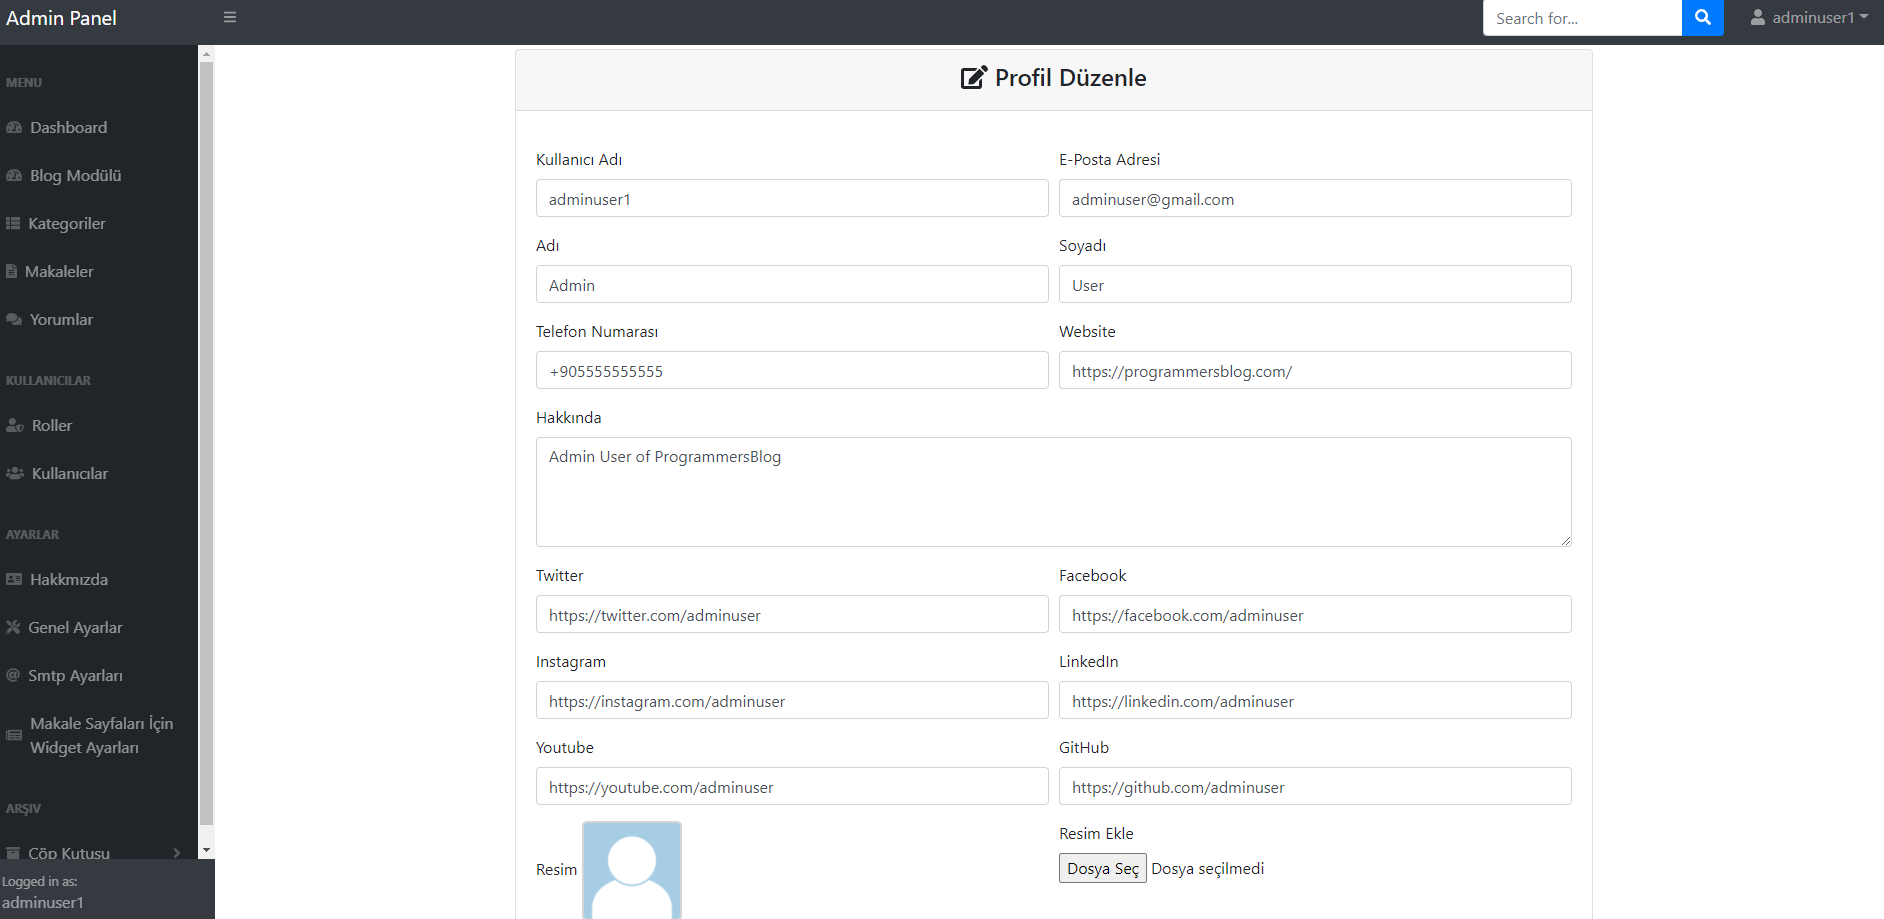 Admin Panel
Search for...
adminuser1
MENU
Dashboard
Blog Modülü
Kategoriler
Makaleler
Yorumlar
KULLANICILAR
Roller
Kullanıcılar
AYARLAR
Hakkmızda
Genel Ayarlar
@ Smtp Ayarları
Makale Sayfaları İçin
Widget Ayarları
ARŞIV
Çöp Kutusu
Logged in as:
adminuser1
Profil Düzenle
Kullanıcı Adı
adminuser1
E-Posta Adresi
adminuser@gmail.com
Adı
Admin
Soyadı
User
Telefon Numarası
+905555555555
Website
https://programmersblog.com/
Hakkında
Admin User of ProgrammersBlog
Twitter
https://twitter.com/adminuser
Facebook
https://facebook.com/adminuser
Instagram
https://instagram.com/adminuser
LinkedIn
https://linkedin.com/adminuser
Youtube
https://youtube.com/adminuser
GitHub
https://github.com/adminuser
Resim
Resim Ekle
Dosya Seç Dosya seçilmedi